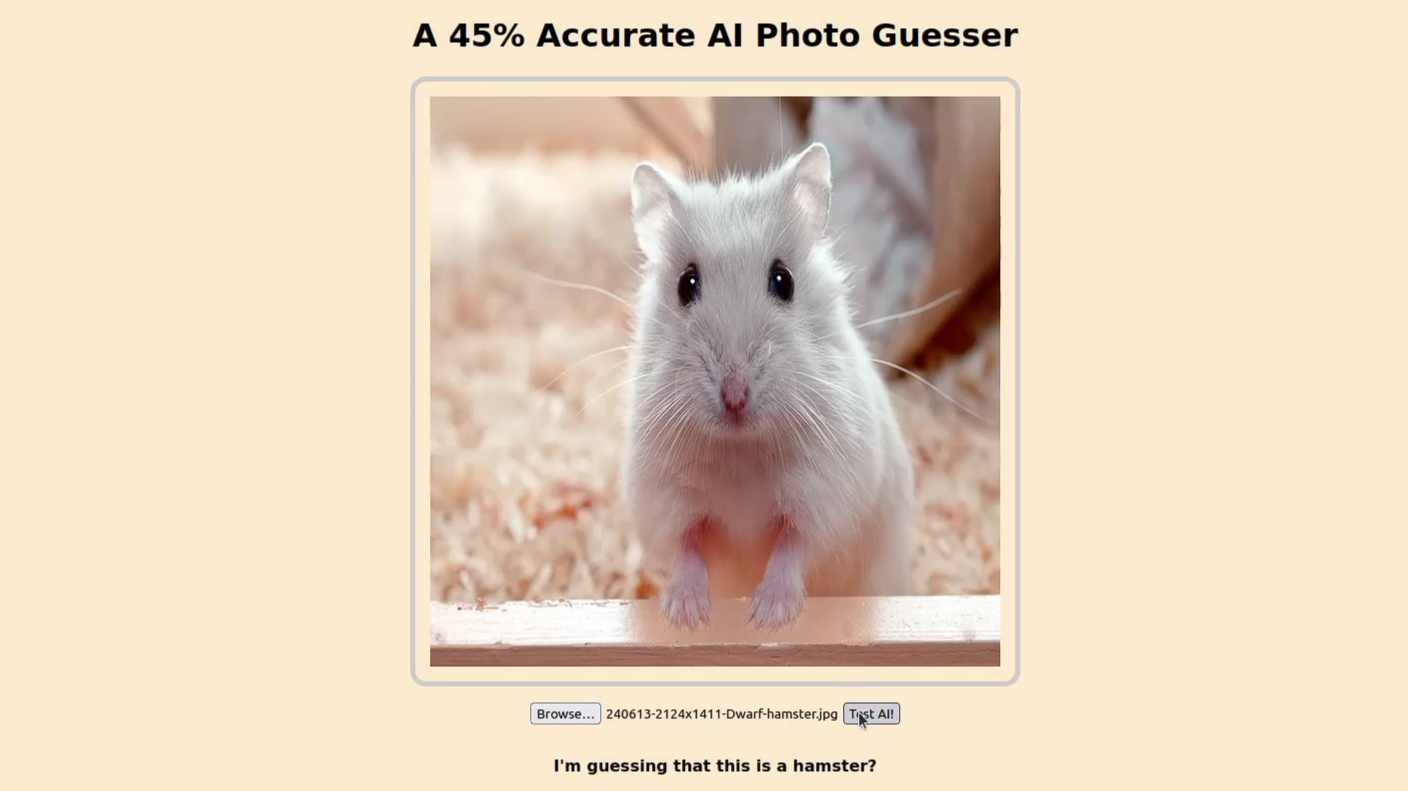 A 45% Accurate AI Photo Guesser
Browse... 240613-2124x1411-Dwarf-hamster.jpg Test AI!
I'm guessing that this is a hamster?